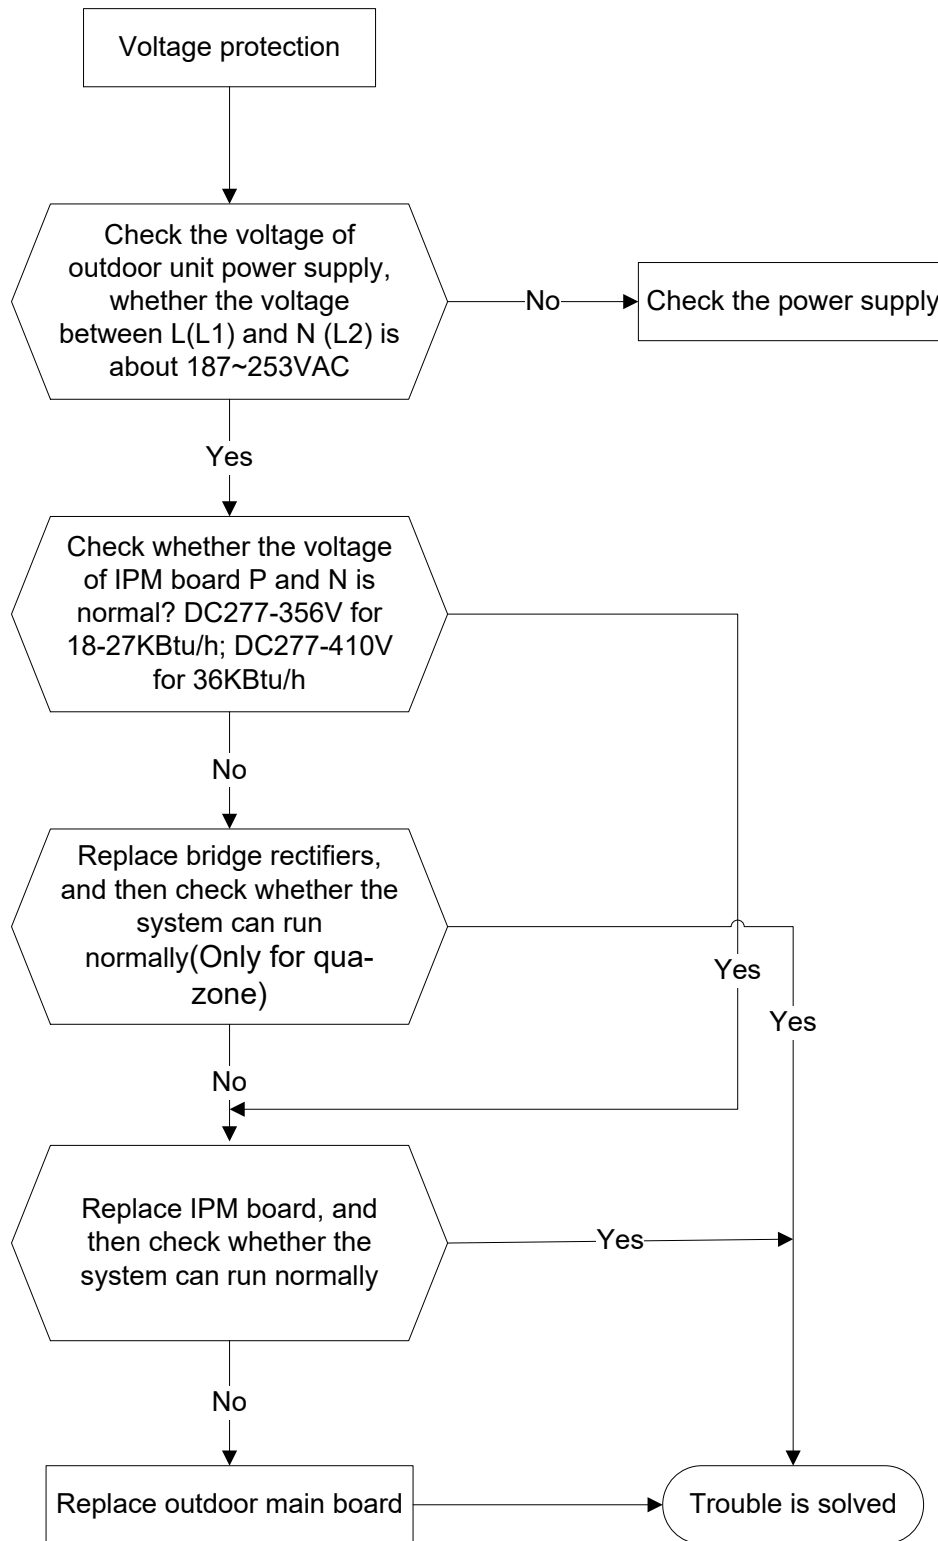 Voltage protection
Check the voltage of
outdoor unit power supply,
whether the voltage
between L(L1) and N (L2) is
about 187~253VAC
No
Check the power supply
Yes
Check whether the voltage
of IPM board P and N is
normal? DC277-356V for
18-27KBtu/h; DC277-410V
for 36KBtu/h
No
Replace bridge rectifiers,
and then check whether the
system can run
normally(Only for qua-
zone)
Yes
Yes
No
Replace IPM board, and
then check whether the
system can run normally
Yes
No
Replace outdoor main board
Trouble is solved